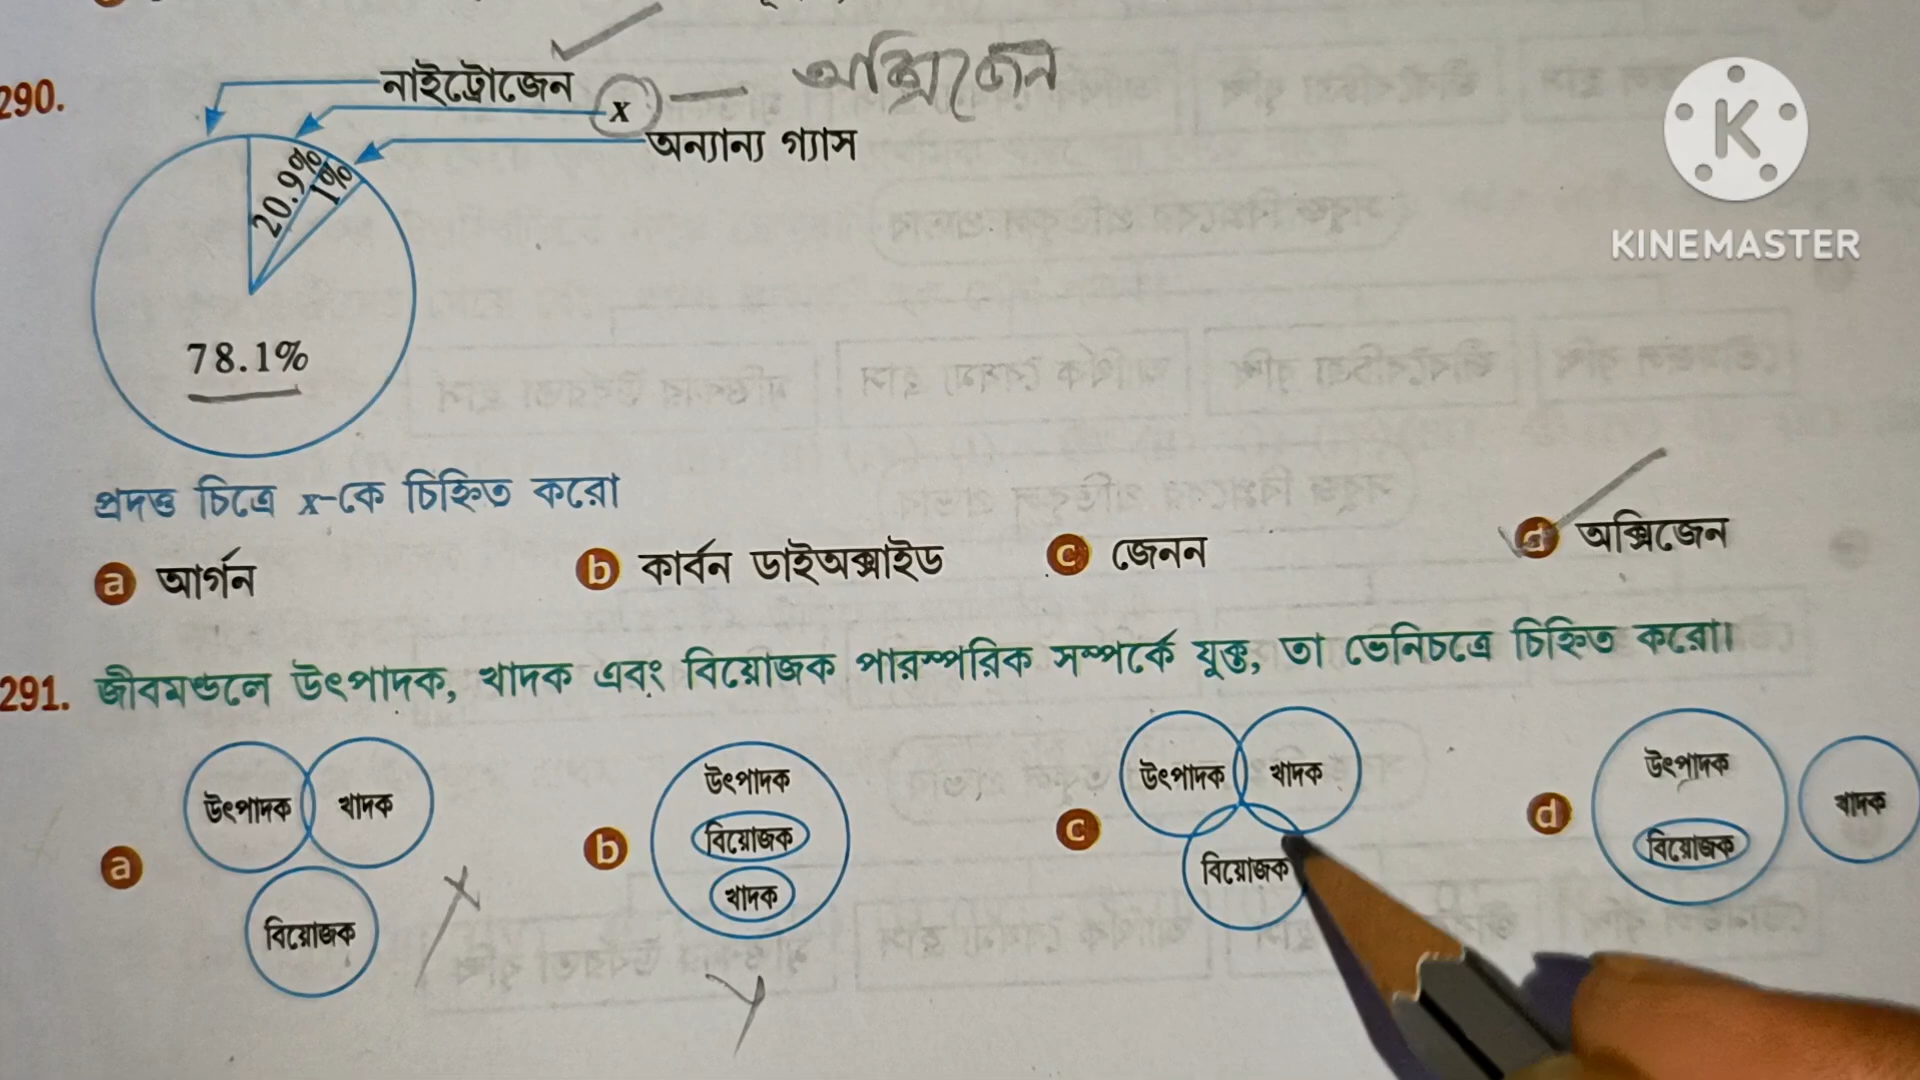 290.
নাইট্রোজেন
x — অক্সিজেন
অন্যান্য গ্যাস
20.9%
1%
78.1%
K
KINEMASTER
প্রদত্ত চিত্রে x-কে চিহ্নিত করো
a আর্গন b কার্বন ডাইঅক্সাইড c জেনন d অক্সিজেন
291. জীবমণ্ডলে উৎপাদক, খাদক এবং বিয়োজক পারস্পরিক সম্পর্কে যুক্ত, তা ভেনচিত্রে চিহ্নিত করো।
a উৎপাদক খাদক বিয়োজক
b উৎপাদক বিয়োজক খাদক
c উৎপাদক খাদক বিয়োজক
d উৎপাদক বিয়োজক খাদক